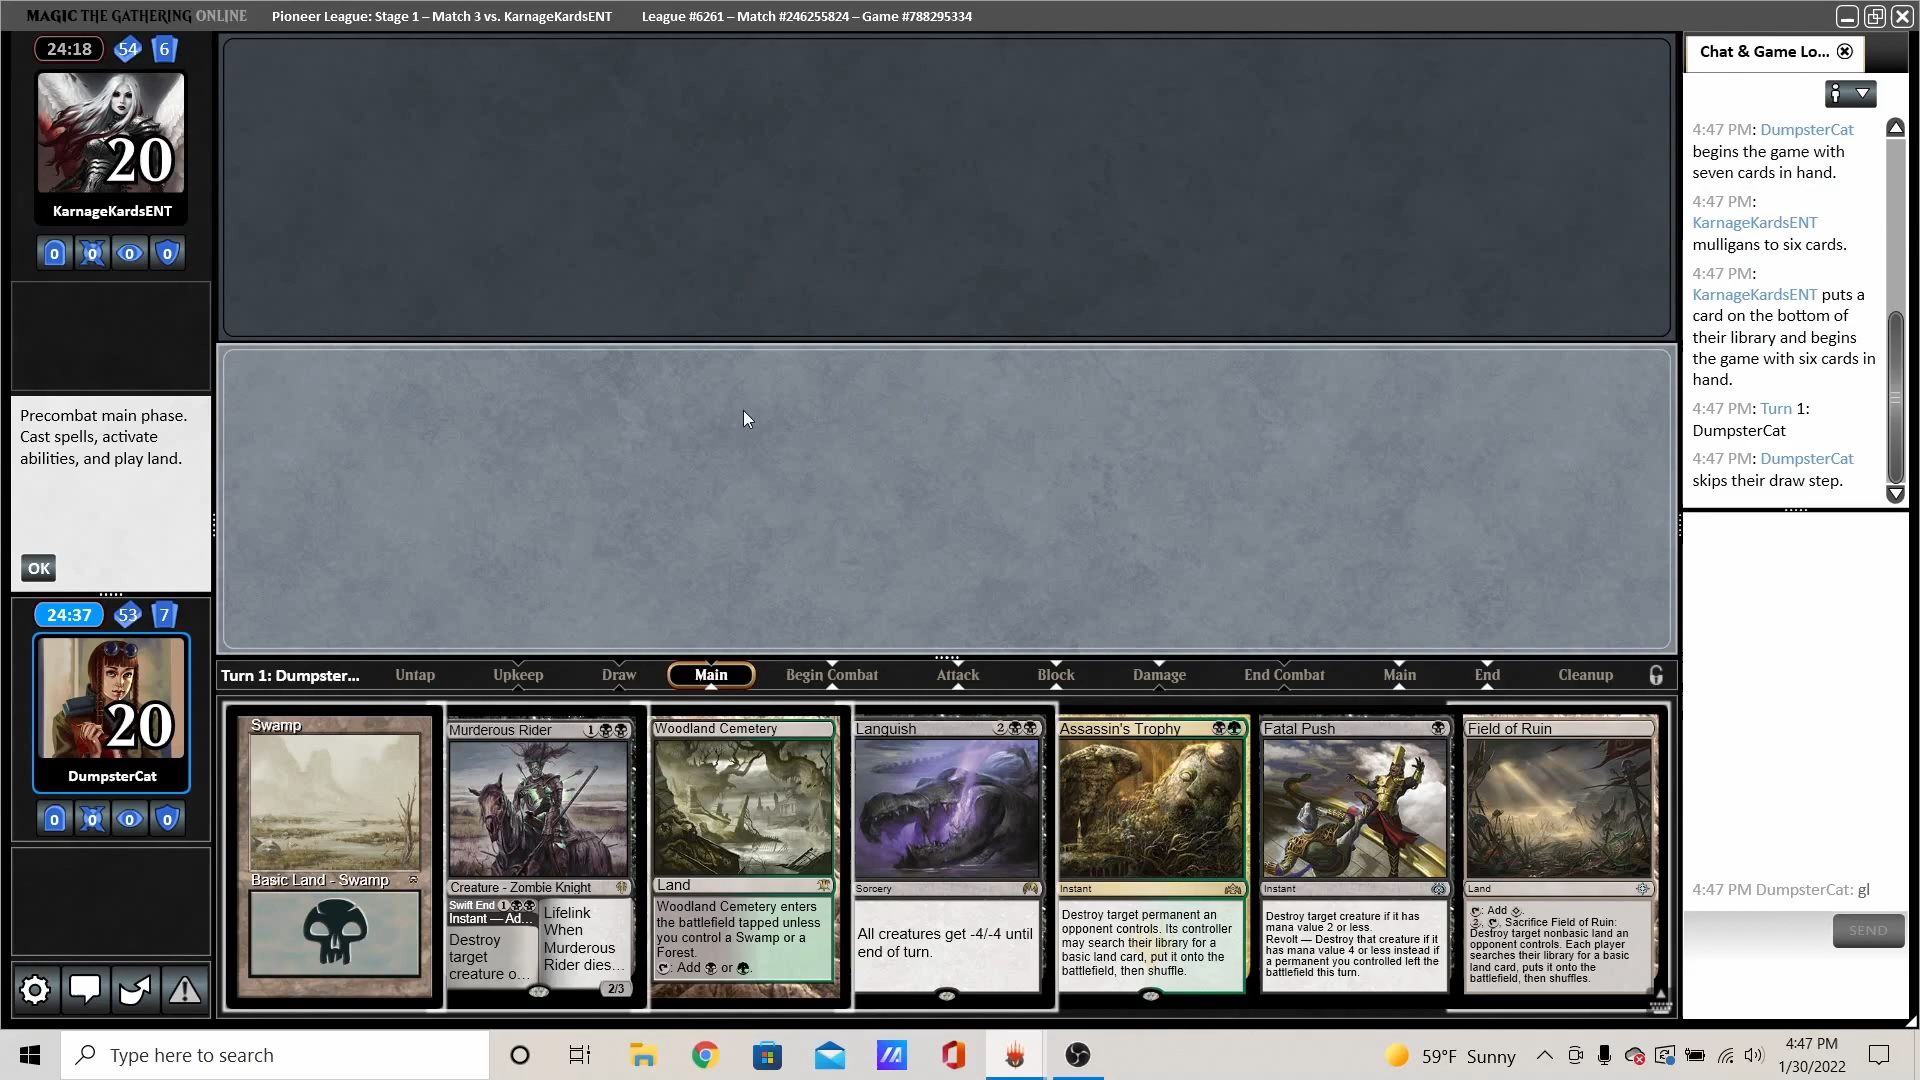 MAGIC THE GATHERING ONLINE
Pioneer League: Stage 1 – Match 3 vs. KarnageKardsENT
League #6261 – Match #246255824 – Game #788295334
24:18
54
6
20
KarnageKardsENT
0
0
0
0
Precombat main phase.
Cast spells, activate
abilities, and play land.
OK
24:37
53
7
20
DumpsterCat
0
0
0
0
Chat & Game Lo...
4:47 PM: DumpsterCat
begins the game with
seven cards in hand.
4:47 PM:
KarnageKardsENT
mulligans to six cards.
4:47 PM:
KarnageKardsENT puts a
card on the bottom of
their library and begins
the game with six cards in
hand.
4:47 PM: Turn 1:
DumpsterCat
4:47 PM: DumpsterCat
skips their draw step.
4:47 PM DumpsterCat: gl
SEND
Turn 1: Dumpster...
Untap
Upkeep
Draw
Main
Begin Combat
Attack
Block
Damage
End Combat
Main
End
Cleanup
Swamp
Basic Land - Swamp
Murderous Rider
1
Creature - Zombie Knight
Swift End 1
Instant — Ad...
Destroy
target
creature o...
Lifelink
When
Murderous
Rider dies...
2/3
Woodland Cemetery
Land
Woodland Cemetery enters
the battlefield tapped unless
you control a Swamp or a
Forest.
: Add or .
Languish
2
Sorcery
All creatures get -4/-4 until
end of turn.
Assassin's Trophy
Instant
Destroy target permanent an
opponent controls. Its controller
may search their library for a
basic land card, put it onto the
battlefield, then shuffle.
Fatal Push
Instant
Destroy target creature if it has
mana value 2 or less.
Revolt — Destroy that creature if it
has mana value 4 or less instead if
a permanent you controlled left the
battlefield this turn.
Field of Ruin
Land
: Add .
2, , Sacrifice Field of Ruin:
Destroy target nonbasic land an
opponent controls. Each player
searches their library for a basic
land card, puts it onto the
battlefield, then shuffles.
Type here to search
59°F Sunny
4:47 PM
1/30/2022